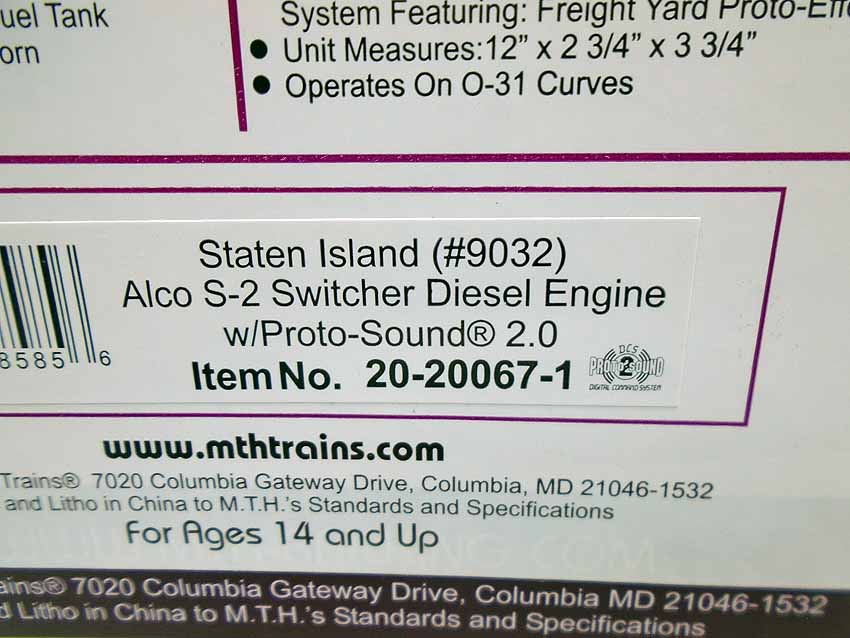 uel Tank
orn
System Featuring: Freight Yard Proto-Effe
● Unit Measures:12” x 2 3/4” x 3 3/4”
● Operates On O-31 Curves
Staten Island (#9032)
Alco S-2 Switcher Diesel Engine
w/Proto-Sound® 2.0
8585 6
Item No. 20-20067-1
DCS
PROTO-SOUND
2
DIGITAL COMMAND SYSTEM
www.mthtrains.com
Trains® 7020 Columbia Gateway Drive, Columbia, MD 21046-1532
and Litho in China to M.T.H.'s Standards and Specifications
For Ages 14 and Up
ains® 7020 Columbia Gateway Drive, Columbia MD 21046-1532
d Litho in China to M.T.H.'s Standards and Specifications